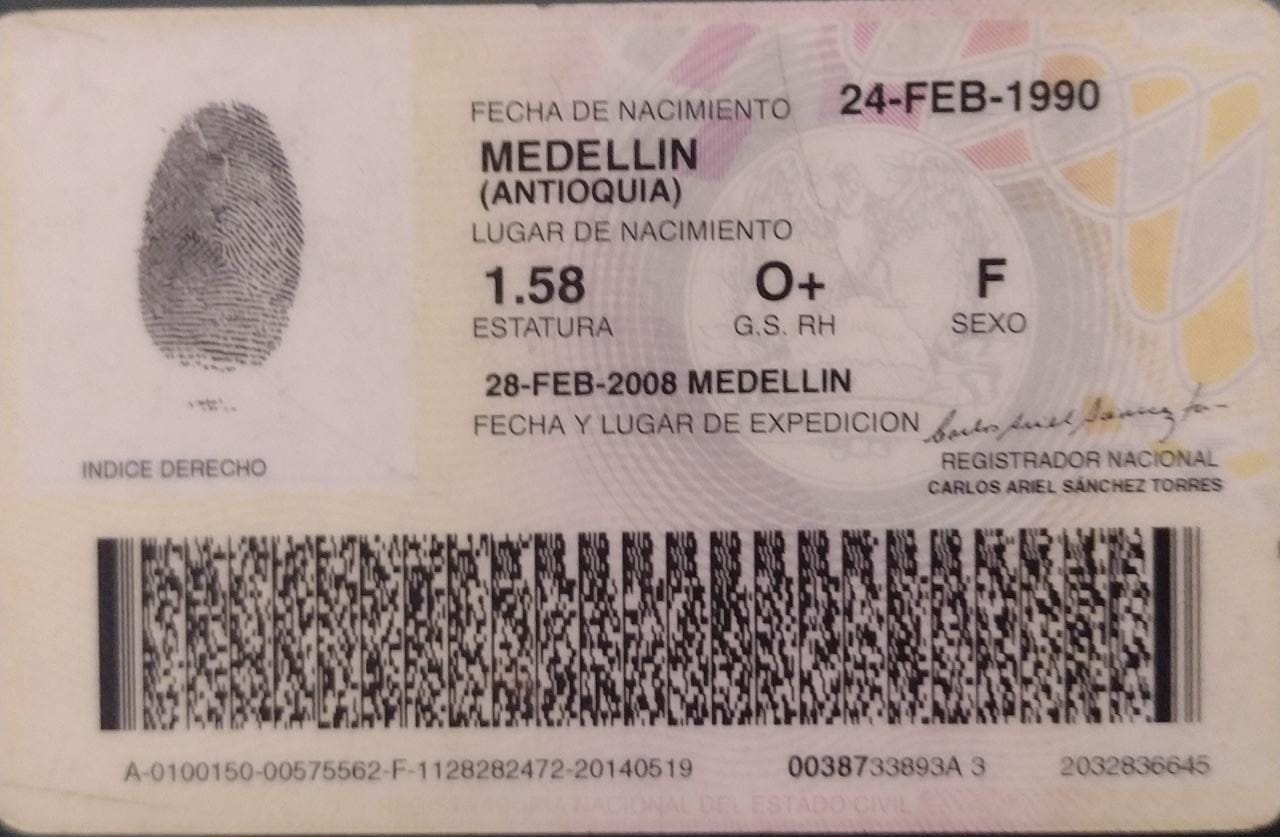 FECHA DE NACIMIENTO 24-FEB-1990
MEDELLIN
(ANTIOQUIA)
LUGAR DE NACIMIENTO
1.58 O+ F
ESTATURA G.S. RH SEXO
28-FEB-2008 MEDELLIN
FECHA Y LUGAR DE EXPEDICION
INDICE DERECHO
REGISTRADOR NACIONAL
CARLOS ARIEL SÁNCHEZ TORRES
A-0100150-00575562-F-1128282472-20140519 0038733893A 3 2032836645
NACIONAL DEL ESTADO CIVIL